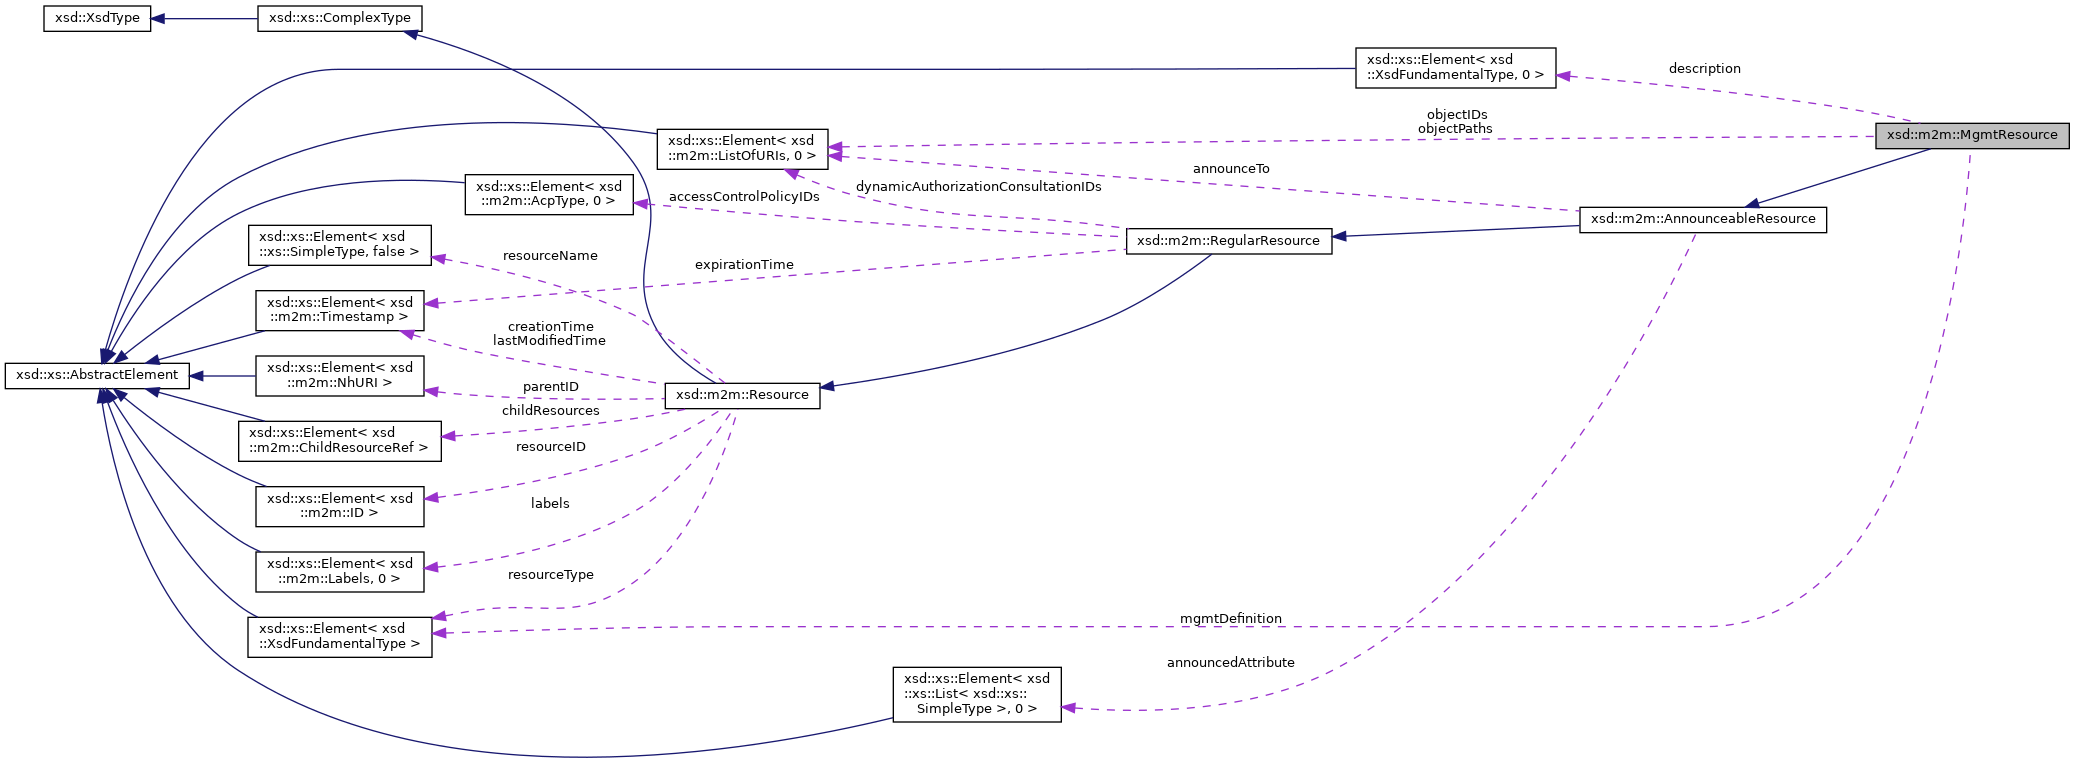 xsd::XsdType
xsd::xs::ComplexType
xsd::xs::Element< xsd
::XsdFundamentalType, 0 >
description
objectIDs
objectPaths
xsd::m2m::MgmtResource
xsd::xs::Element< xsd
::m2m::ListOfURIs, 0 >
announceTo
xsd::xs::Element< xsd
::m2m::AcpType, 0 >
accessControlPolicyIDs
dynamicAuthorizationConsultationIDs
xsd::m2m::AnnounceableResource
xsd::m2m::RegularResource
xsd::xs::Element< xsd
::xs::SimpleType, false >
resourceName
expirationTime
xsd::xs::Element< xsd
::m2m::Timestamp >
creationTime
lastModifiedTime
xsd::xs::AbstractElement
xsd::xs::Element< xsd
::m2m::NhURI >
parentID
xsd::m2m::Resource
childResources
xsd::xs::Element< xsd
::m2m::ChildResourceRef >
resourceID
xsd::xs::Element< xsd
::m2m::ID >
labels
xsd::xs::Element< xsd
::m2m::Labels, 0 >
resourceType
xsd::xs::Element< xsd
::XsdFundamentalType >
mgmtDefinition
announcedAttribute
xsd::xs::Element< xsd
::xs::List< xsd::xs::
SimpleType >, 0 >